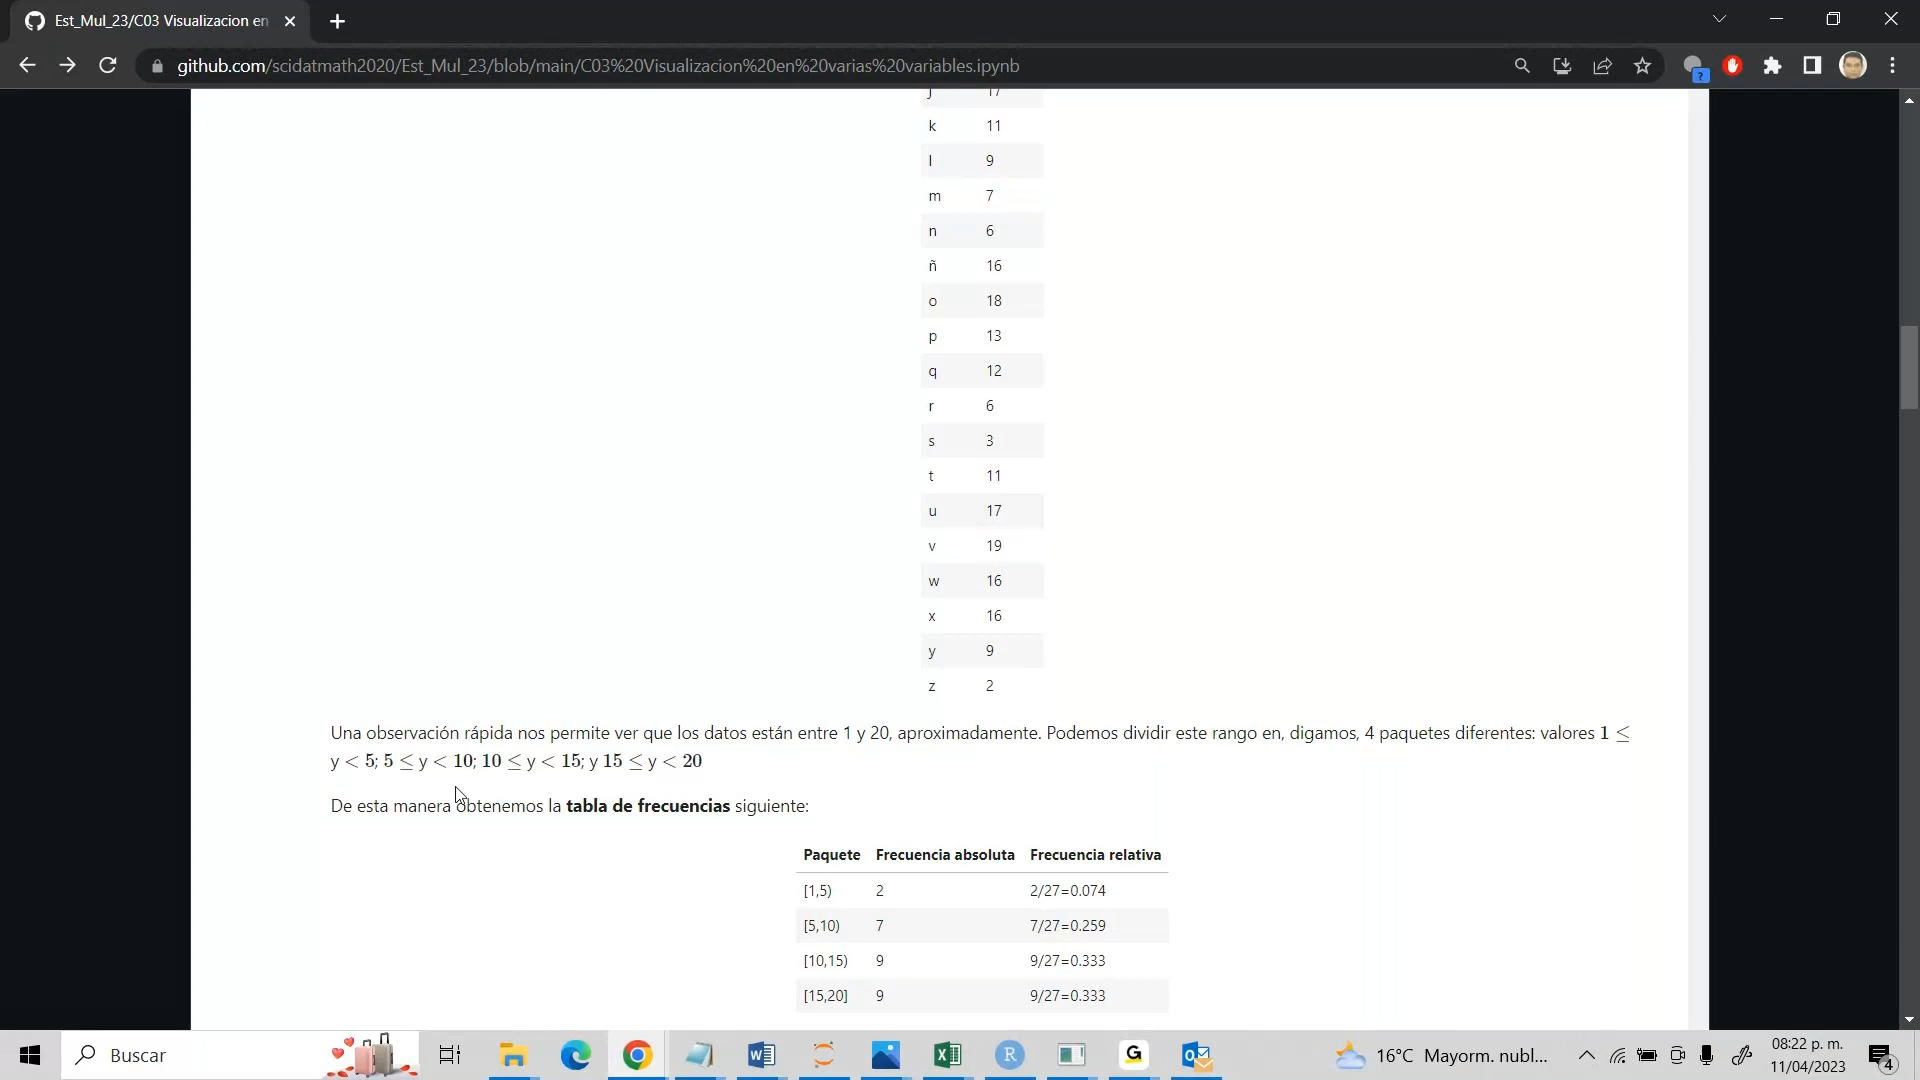 Est_Mul_23/C03 Visualizacion en
github.com/scidatmath2020/Est_Mul_23/blob/main/C03%20Visualizacion%20en%20varias%20variables.ipynb
j 17
k 11
l 9
m 7
n 6
ñ 16
o 18
p 13
q 12
r 6
s 3
t 11
u 17
v 19
w 16
x 16
y 9
z 2
Una observación rápida nos permite ver que los datos están entre 1 y 20, aproximadamente. Podemos dividir este rango en, digamos, 4 paquetes diferentes: valores 1 ≤
y < 5; 5 ≤ y < 10; 10 ≤ y < 15; y 15 ≤ y < 20
De esta manera obtenemos la tabla de frecuencias siguiente:
Paquete Frecuencia absoluta Frecuencia relativa
[1,5) 2 2/27=0.074
[5,10) 7 7/27=0.259
[10,15) 9 9/27=0.333
[15,20] 9 9/27=0.333
Buscar
16°C Mayorm. nubl...
08:22 p. m.
11/04/2023
4